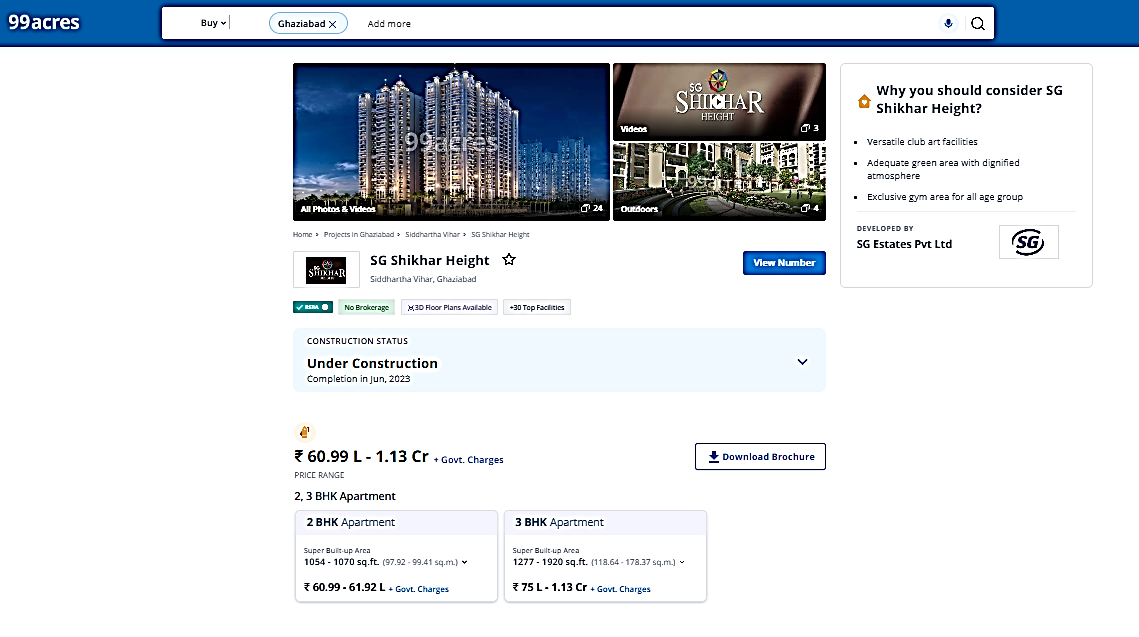 99acres
Buy
Ghaziabad
Add more
99acres
All Photos & Videos
24
SG
SHIKHAR
HEIGHT
Videos
3
Outdoors
4
Why you should consider SG
Shikhar Height?
Versatile club art facilities
Adequate green area with dignified
atmosphere
Exclusive gym area for all age group
DEVELOPED BY
SG Estates Pvt Ltd
SG
Home > Projects in Ghaziabad > Siddhartha Vihar > SG Shikhar Height
SG
SHIKHAR
SG Shikhar Height
Siddhartha Vihar, Ghaziabad
View Number
RERA
No Brokerage
3D Floor Plans Available
+30 Top Facilities
CONSTRUCTION STATUS
Under Construction
Completion in Jun, 2023
₹ 60.99 L - 1.13 Cr + Govt. Charges
PRICE RANGE
Download Brochure
2, 3 BHK Apartment
2 BHK Apartment
Super Built-up Area
1054 - 1070 sq.ft. (97.92 - 99.41 sq.m.)
₹ 60.99 - 61.92 L + Govt. Charges
3 BHK Apartment
Super Built-up Area
1277 - 1920 sq.ft. (118.64 - 178.37 sq.m.)
₹ 75 L - 1.13 Cr + Govt. Charges